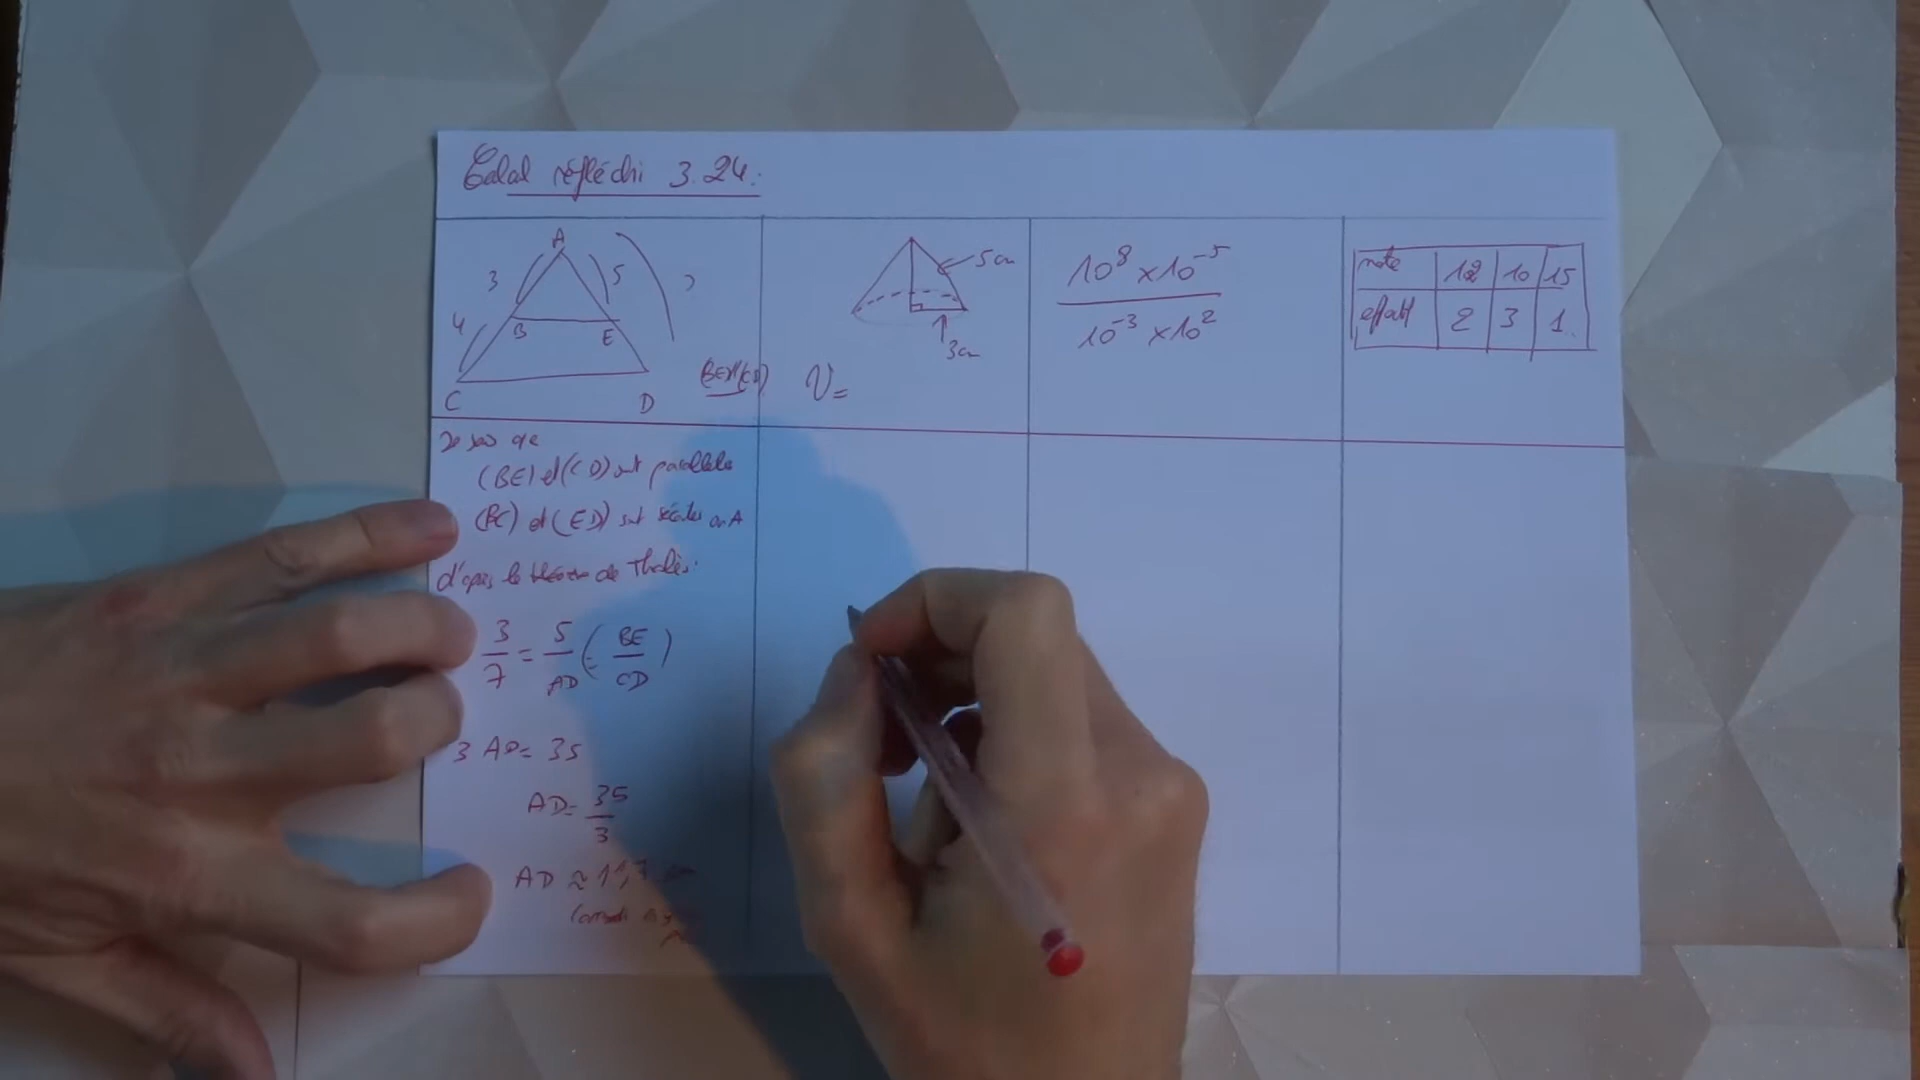 Calcul réfléchi 3.24:
A
3
5
?
4
B
E
C
D
(BE)//(CD)
5cm
3cm
V=
10⁸ x10⁻⁵
10⁻³ x10²
note 12 10 15
effectif 2 3 1
Je sais que
(BE) et (CD) sont parallèles
(BC) et (ED) sont sécantes en A
d'après le théorème de Thalès:
3/7 = 5/AD (= BE/CD)
3 AD= 35
AD= 35/3
AD ≈ 11,7